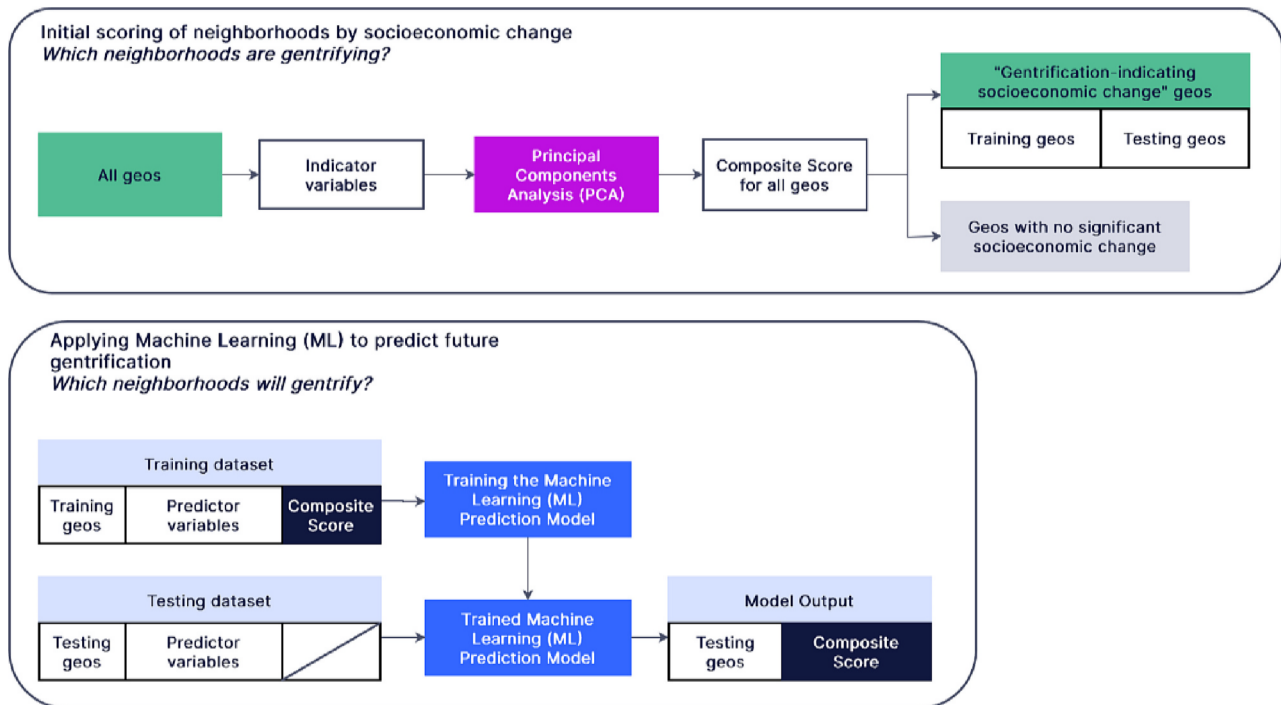 Initial scoring of neighborhoods by socioeconomic change
Which neighborhoods are gentrifying?
All geos
Indicator
variables
Principal
Components
Analysis (PCA)
Composite Score
for all geos
"Gentrification-indicating
socioeconomic change" geos
Training geos
Testing geos
Geos with no significant
socioeconomic change
Applying Machine Learning (ML) to predict future
gentrification
Which neighborhoods will gentrify?
Training dataset
Training
geos
Predictor
variables
Composite
Score
Training the Machine
Learning (ML)
Prediction Model
Testing dataset
Testing
geos
Predictor
variables
Trained Machine
Learning (ML)
Prediction Model
Model Output
Testing
geos
Composite
Score